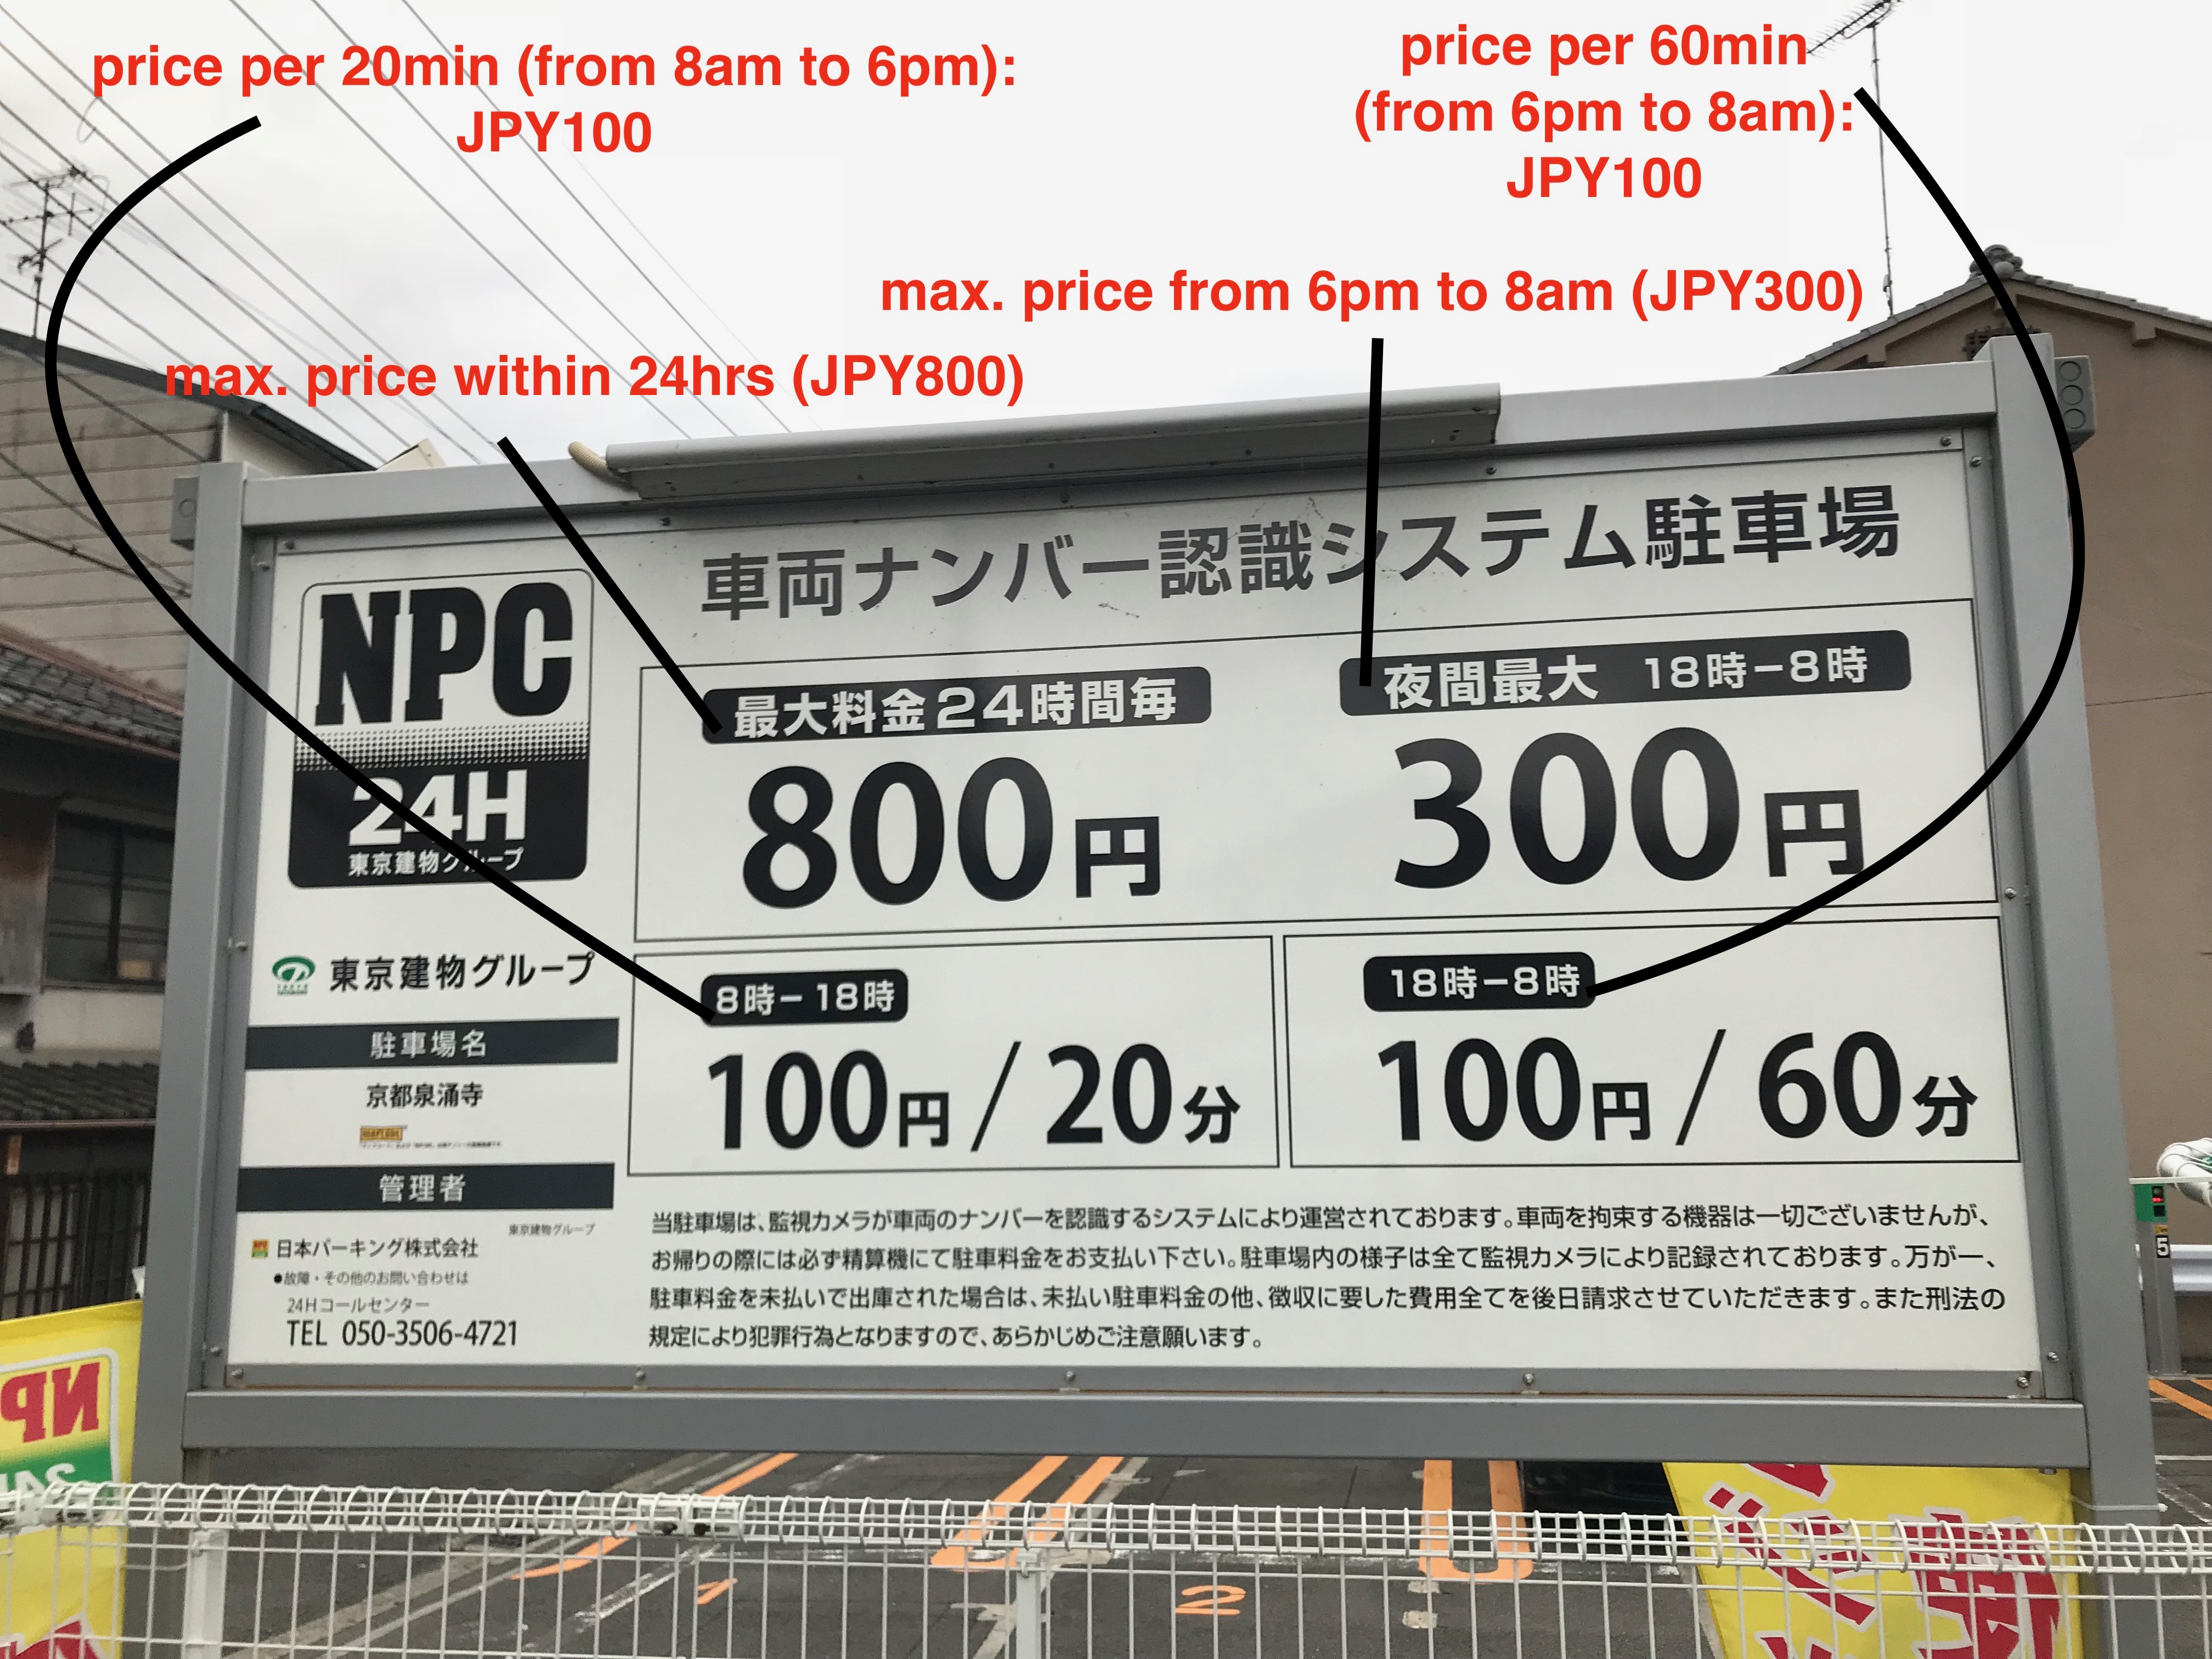 price per 20min (from 8am to 6pm):
JPY100
price per 60min
(from 6pm to 8am):
JPY100
max. price from 6pm to 8am (JPY300)
max. price within 24hrs (JPY800)
車両ナンバー認識システム駐車場
NPC
24H
東京建物グループ
東京建物グループ
駐車場名
京都泉涌寺
管理者
東京建物グループ
日本パーキング株式会社
●故障・その他のお問い合わせは
24Hコールセンター
TEL 050-3506-4721
最大料金24時間毎
800円
夜間最大 18時－8時
300円
8時－18時
100円／20分
18時－8時
100円／60分
当駐車場は、監視カメラが車両のナンバーを認識するシステムにより運営されております。車両を拘束する機器は一切ございませんが、
お帰りの際には必ず精算機にて駐車料金をお支払い下さい。駐車場内の様子は全て監視カメラにより記録されております。万が一、
駐車料金を未払いで出庫された場合は、未払い駐車料金の他、徴収に要した費用全てを後日請求させていただきます。また刑法の
規定により犯罪行為となりますので、あらかじめご注意願います。
5
NP
1
2